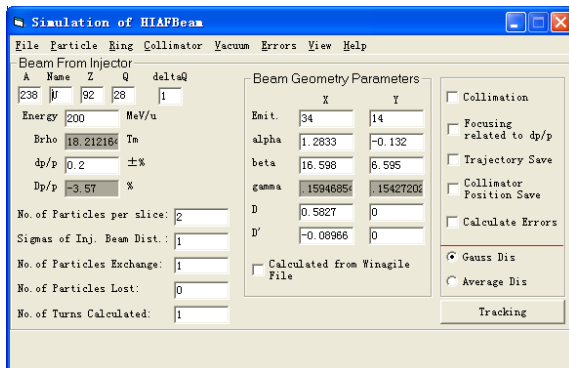 Simulation of HIAFBeam
File Particle Ring Collimator Vacuum Errors View Help
Beam From Injector
A Name Z Q deltaQ
238 U 92 28 1
Energy 200 MeV/u
Brho 18.212164 Tm
dp/p 0.2 ±%
Dp/p -3.57 %
No.of Particles per slice: 2
Sigmas of Inj. Beam Dist.: 1
No.of Particles Exchange: 1
No.of Particles Lost: 0
No.of Turns Calculated: 1
Beam Geometry Parameters
X Y
Emit. 34 14
alpha 1.2833 -0.132
beta 16.598 6.595
gamma .15946854 .15427202
D 0.5827 0
D' -0.08966 0
Calculated from Winagile
File
Collimation
Focusing
related to dp/p
Trajectory Save
Collimator
Position Save
Calculate Errors
Gauss Dis
Average Dis
Tracking